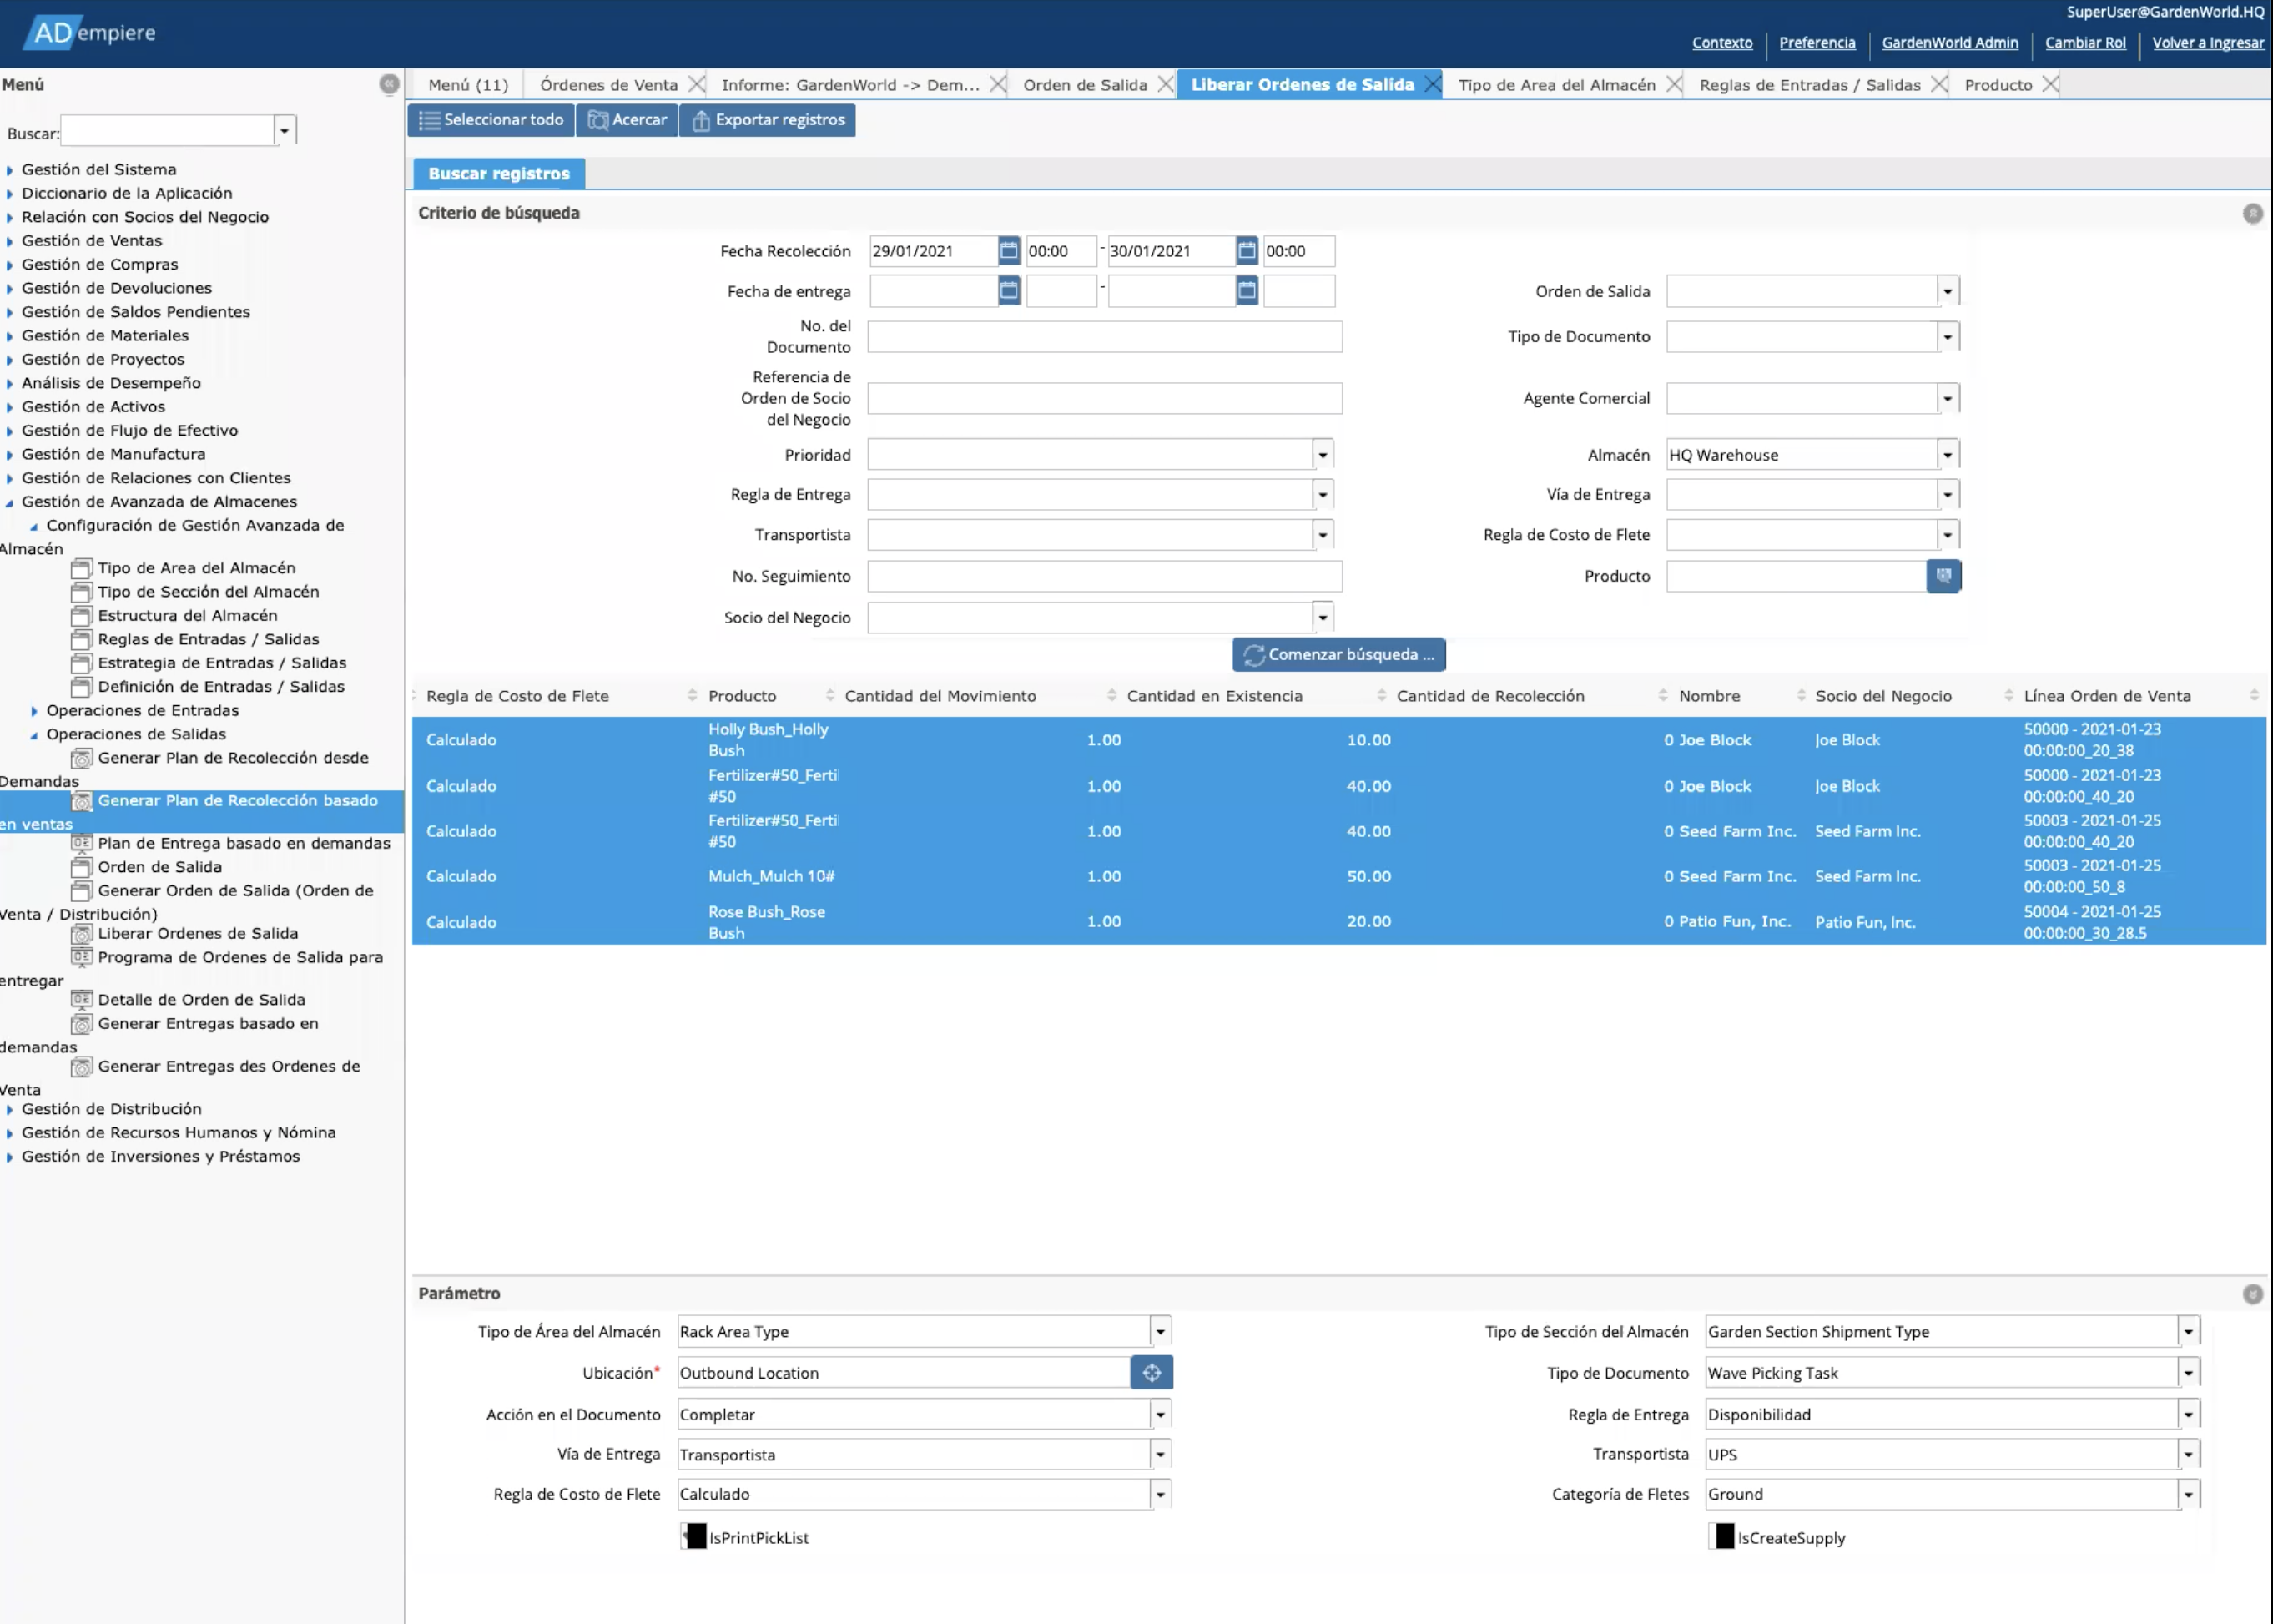 ADempiere
SuperUser@GardenWorld.HQ
Contexto Preferencia GardenWorld Admin Cambiar Rol Volver a Ingresar
Menú
Menú (11) Órdenes de Venta Informe: GardenWorld -> Dem... Orden de Salida Liberar Ordenes de Salida Tipo de Area del Almacén Reglas de Entradas / Salidas Producto
Buscar:
Gestión del Sistema
Diccionario de la Aplicación
Relación con Socios del Negocio
Gestión de Ventas
Gestión de Compras
Gestión de Devoluciones
Gestión de Saldos Pendientes
Gestión de Materiales
Gestión de Proyectos
Análisis de Desempeño
Gestión de Activos
Gestión de Flujo de Efectivo
Gestión de Manufactura
Gestión de Relaciones con Clientes
Gestión de Avanzada de Almacenes
Configuración de Gestión Avanzada de
Almacén
Tipo de Area del Almacén
Tipo de Sección del Almacén
Estructura del Almacén
Reglas de Entradas / Salidas
Estrategia de Entradas / Salidas
Definición de Entradas / Salidas
Operaciones de Entradas
Operaciones de Salidas
Generar Plan de Recolección desde
Demandas
Generar Plan de Recolección basado
en ventas
Plan de Entrega basado en demandas
Orden de Salida
Generar Orden de Salida (Orden de
Venta / Distribución)
Liberar Ordenes de Salida
Programa de Ordenes de Salida para
entregar
Detalle de Orden de Salida
Generar Entregas basado en
demandas
Generar Entregas des Ordenes de
Venta
Gestión de Distribución
Gestión de Recursos Humanos y Nómina
Gestión de Inversiones y Préstamos
Seleccionar todo Acercar Exportar registros
Buscar registros
Criterio de búsqueda
Fecha Recolección 29/01/2021 00:00 - 30/01/2021 00:00
Fecha de entrega - Orden de Salida
No. del
Documento
Tipo de Documento
Referencia de
Orden de Socio
del Negocio
Agente Comercial
Prioridad Almacén HQ Warehouse
Regla de Entrega Vía de Entrega
Transportista Regla de Costo de Flete
No. Seguimiento Producto
Socio del Negocio
Comenzar búsqueda ...
Regla de Costo de Flete Producto Cantidad del Movimiento Cantidad en Existencia Cantidad de Recolección Nombre Socio del Negocio Línea Orden de Venta
Calculado Holly Bush_Holly Bush 1.00 10.00 0 Joe Block Joe Block 50000 - 2021-01-23 00:00:00_20_38
Calculado Fertilizer#50_Ferti #50 1.00 40.00 0 Joe Block Joe Block 50000 - 2021-01-23 00:00:00_40_20
Calculado Fertilizer#50_Ferti #50 1.00 40.00 0 Seed Farm Inc. Seed Farm Inc. 50003 - 2021-01-25 00:00:00_40_20
Calculado Mulch_Mulch 10# 1.00 50.00 0 Seed Farm Inc. Seed Farm Inc. 50003 - 2021-01-25 00:00:00_50_8
Calculado Rose Bush_Rose Bush 1.00 20.00 0 Patio Fun, Inc. Patio Fun, Inc. 50004 - 2021-01-25 00:00:00_30_28.5
Parámetro
Tipo de Área del Almacén Rack Area Type Tipo de Sección del Almacén Garden Section Shipment Type
Ubicación* Outbound Location Tipo de Documento Wave Picking Task
Acción en el Documento Completar Regla de Entrega Disponibilidad
Vía de Entrega Transportista Transportista UPS
Regla de Costo de Flete Calculado Categoría de Fletes Ground
IsPrintPickList IsCreateSupply